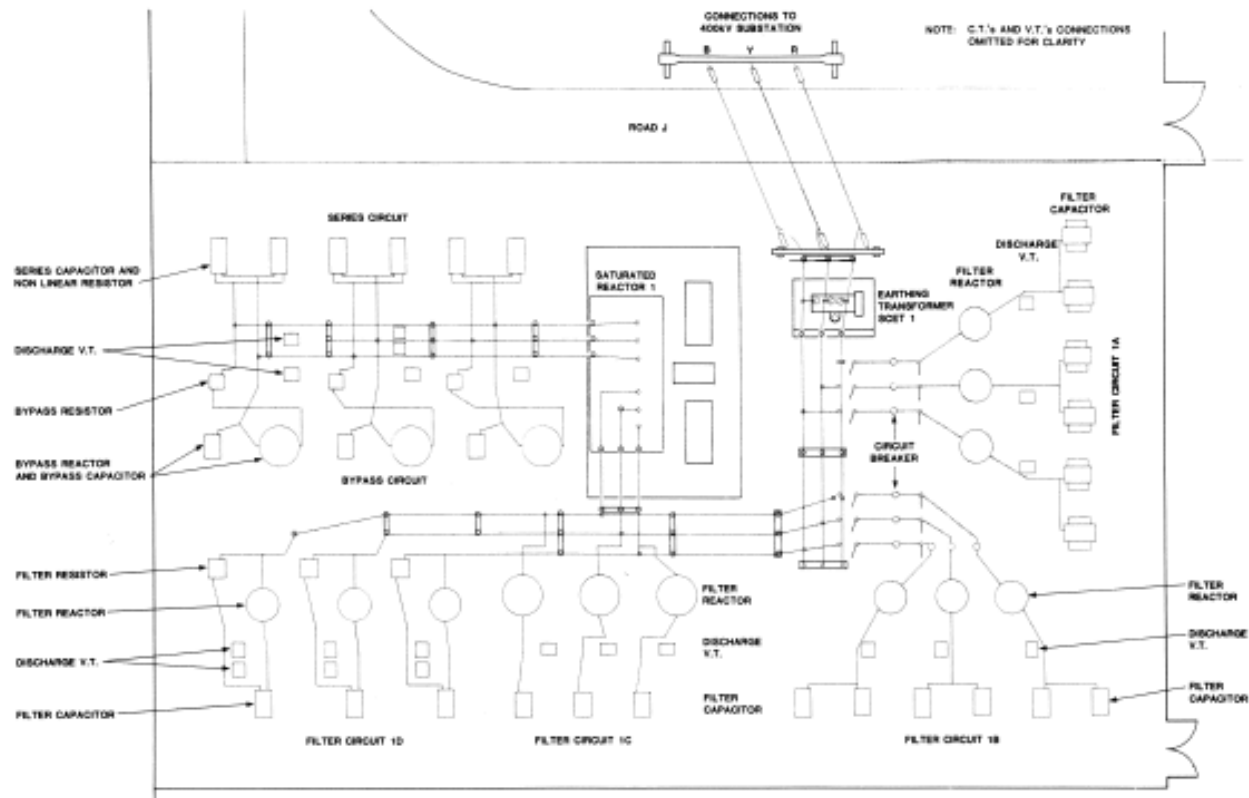 CONNECTIONS TO
400kV SUBSTATION
B Y R
NOTE: C.T.'s AND V.T.'s CONNECTIONS
OMITTED FOR CLARITY
ROAD J
SERIES CIRCUIT
FILTER
CAPACITOR
DISCHARGE
V.T.
FILTER
REACTOR
SERIES CAPACITOR AND
NON LINEAR RESISTOR
SATURATED
REACTOR 1
EARTHING
TRANSFORMER
SCET 1
FILTER CIRCUIT 1A
DISCHARGE V.T.
BYPASS RESISTOR
CIRCUIT
BREAKER
BYPASS REACTOR
AND BYPASS CAPACITOR
BYPASS CIRCUIT
FILTER RESISTOR
FILTER
REACTOR
FILTER
REACTOR
FILTER REACTOR
DISCHARGE V.T.
DISCHARGE
V.T.
DISCHARGE
V.T.
FILTER CAPACITOR
FILTER
CAPACITOR
FILTER
CAPACITOR
FILTER CIRCUIT 1D
FILTER CIRCUIT 1C
FILTER CIRCUIT 1B